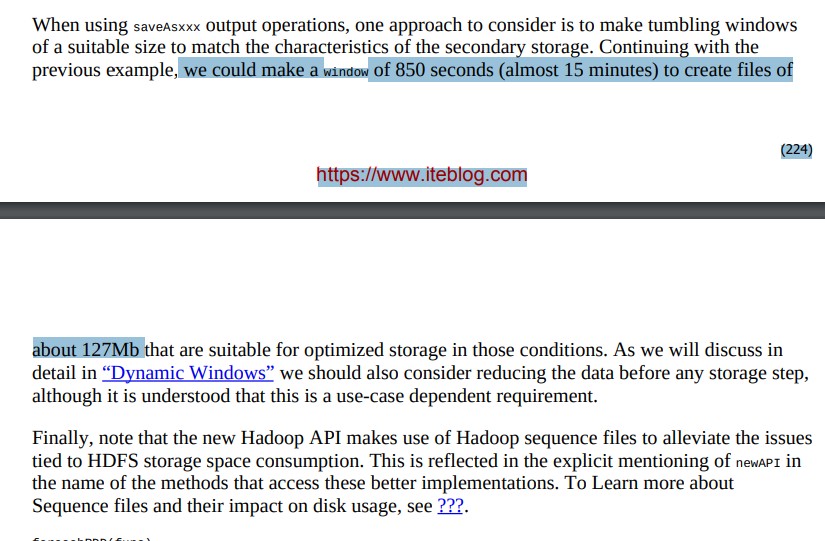 When using saveAsxxx output operations, one approach to consider is to make tumbling windows
of a suitable size to match the characteristics of the secondary storage. Continuing with the
previous example, we could make a window of 850 seconds (almost 15 minutes) to create files of
(224)
https://www.iteblog.com
about 127Mb that are suitable for optimized storage in those conditions. As we will discuss in
detail in “Dynamic Windows” we should also consider reducing the data before any storage step,
although it is understood that this is a use-case dependent requirement.
Finally, note that the new Hadoop API makes use of Hadoop sequence files to alleviate the issues
tied to HDFS storage space consumption. This is reflected in the explicit mentioning of newAPI in
the name of the methods that access these better implementations. To Learn more about
Sequence files and their impact on disk usage, see ???.